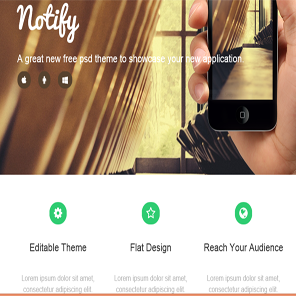 Notify
A great new free psd theme to showcase your new application.
Editable Theme
Flat Design
Reach Your Audience
Lorem ipsum dolor sit amet,
consectetur adipiscing elit
Lorem ipsum dolor sit amet,
consectetur adipiscing elit
Lorem ipsum dolor sit amet,
consectetur adipiscing elit